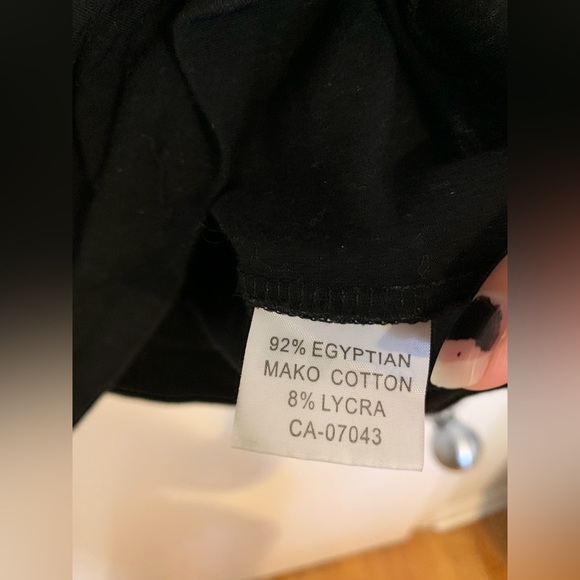 92% EGYPTIAN
MAKO COTTON
8% LYCRA
CA-07043